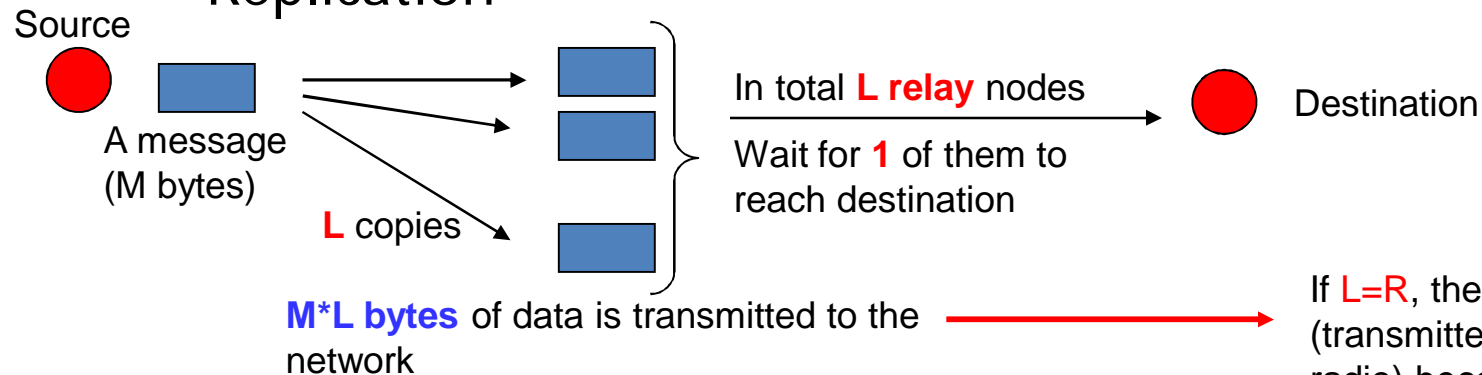 Replication
Source
A message
(M bytes)
L copies
In total L relay nodes
Wait for 1 of them to
reach destination
Destination
M*L bytes of data is transmitted to the
network
If L=R, the
(transmitte